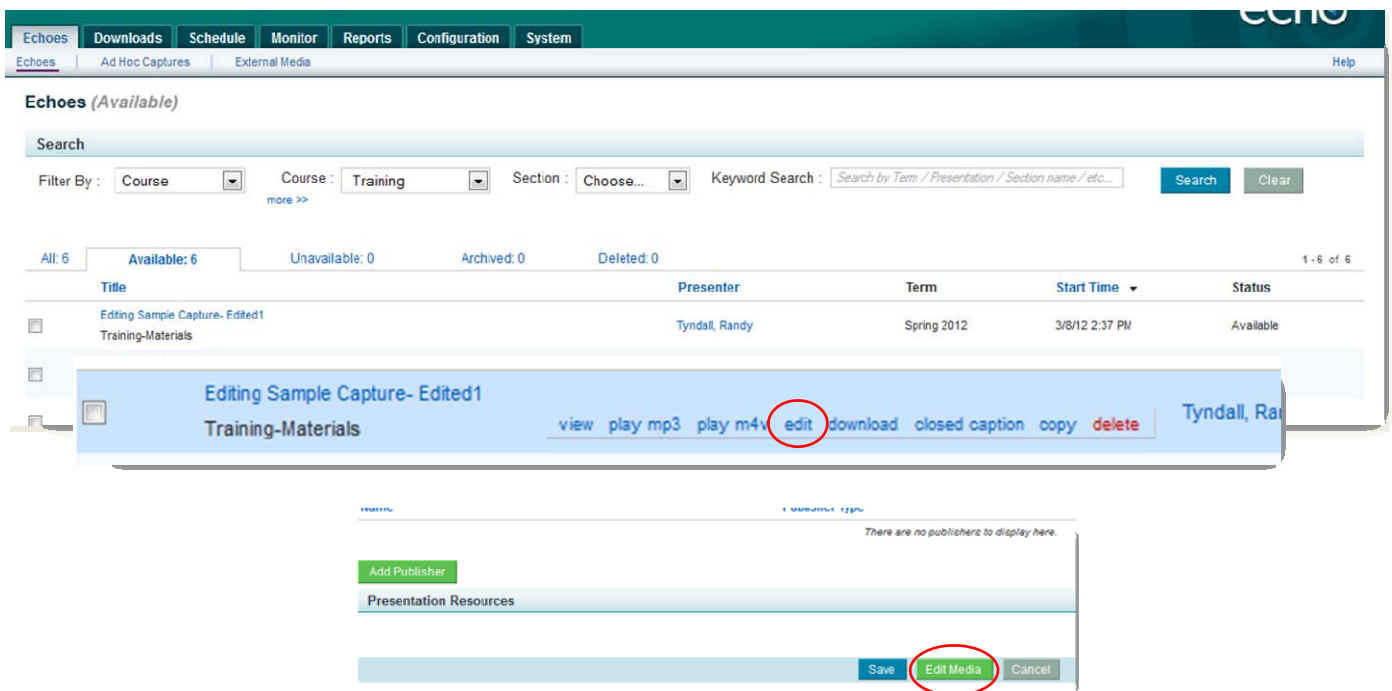 echo
Echoes Downloads Schedule Monitor Reports Configuration System
Echoes | Ad Hoc Captures | External Media Help
Echoes (Available)
Search
Filter By : Course Course : Training Section : Choose... Keyword Search : Search by Term / Presentation / Section name / etc... Search Clear
more >>
All: 6 Available: 6 Unavailable: 0 Archived: 0 Deleted: 0 1-6 of 6
Title Presenter Term Start Time Status
Editing Sample Capture- Edited1
Training-Materials Tyndall, Randy Spring 2012 3/8/12 2:37 PM Available
Editing Sample Capture- Edited1
Training-Materials view play mp3 play m4v edit download closed caption copy delete Tyndall, Ra
Name Publisher Type
There are no publishers to display here.
Add Publisher
Presentation Resources
Save Edit Media Cancel